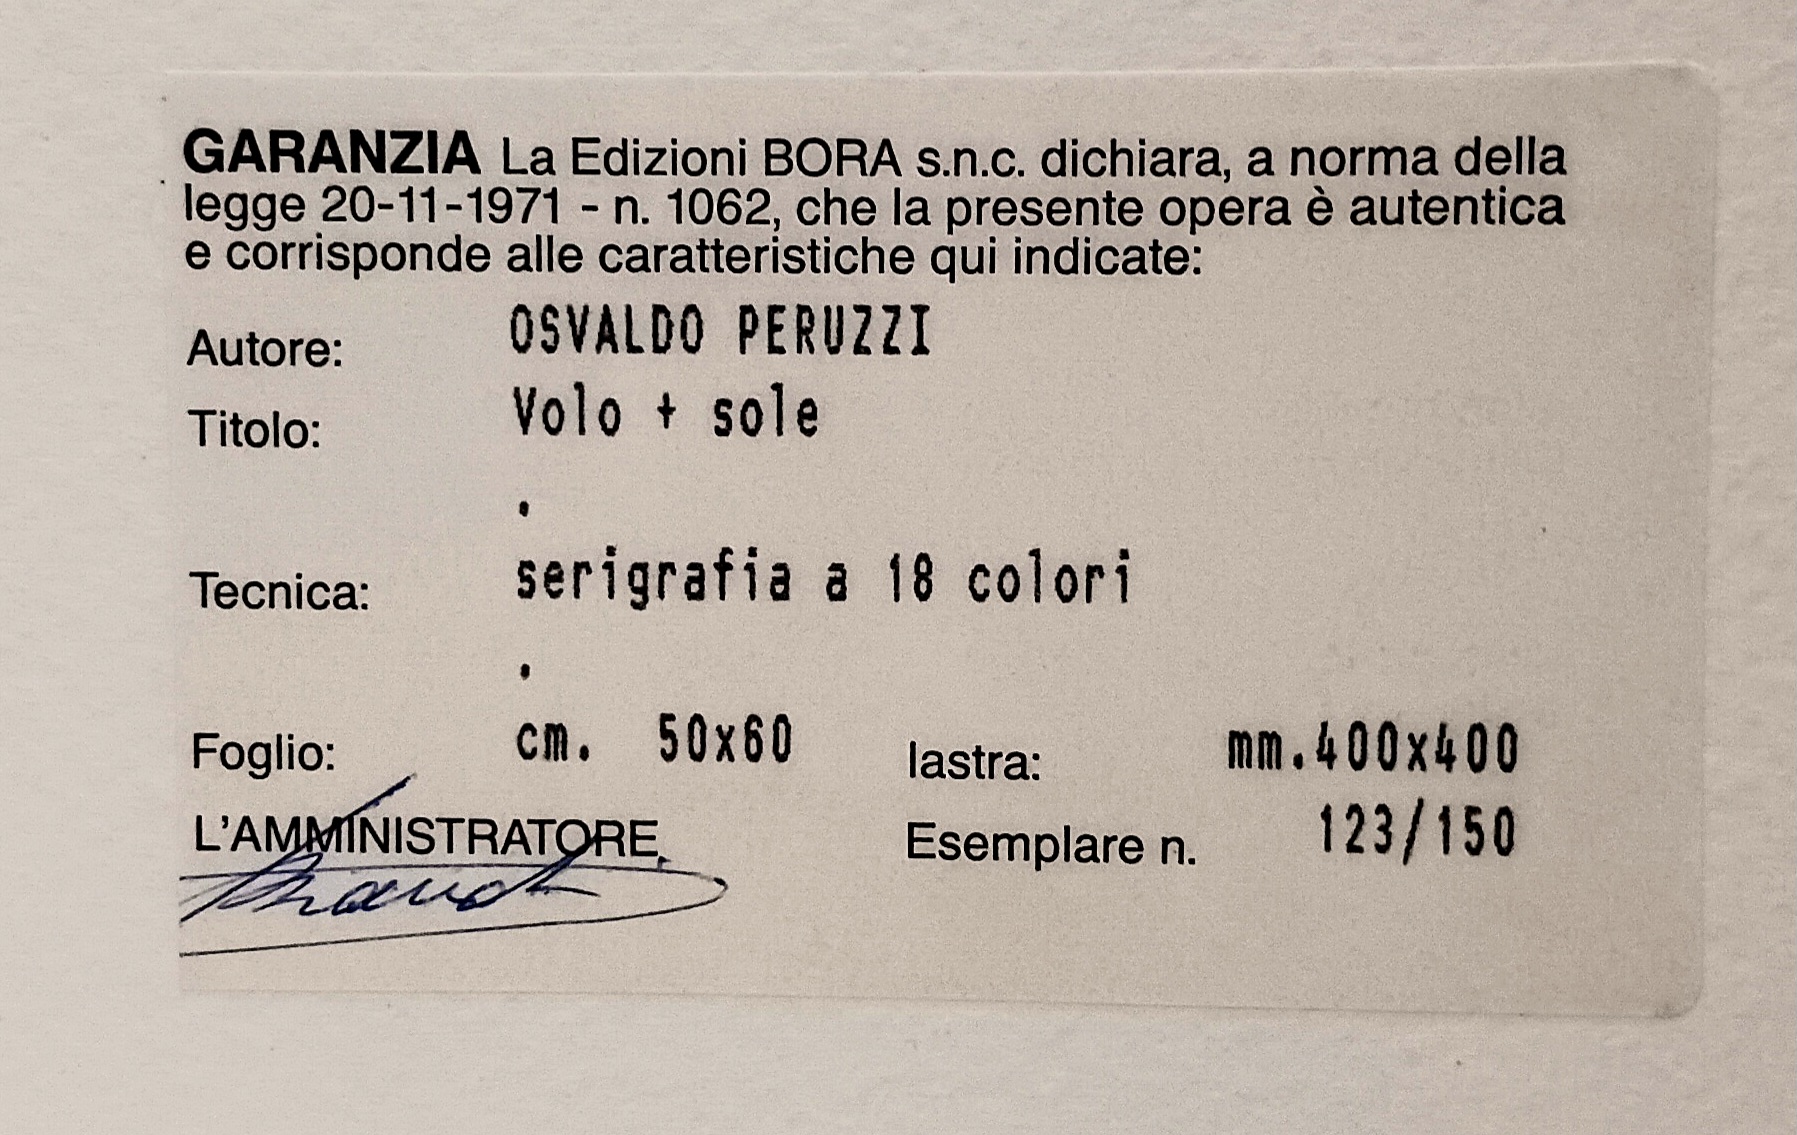 GARANZIA La Edizioni BORA s.n.c. dichiara, a norma della
legge 20-11-1971 - n. 1062, che la presente opera è autentica
e corrisponde alle caratteristiche qui indicate:
Autore: OSVALDO PERUZZI
Titolo: Volo + sole
.
Tecnica: serigrafia a 18 colori
.
Foglio: cm. 50x60 lastra: mm.400x400
L'AMMINISTRATORE Esemplare n. 123/150